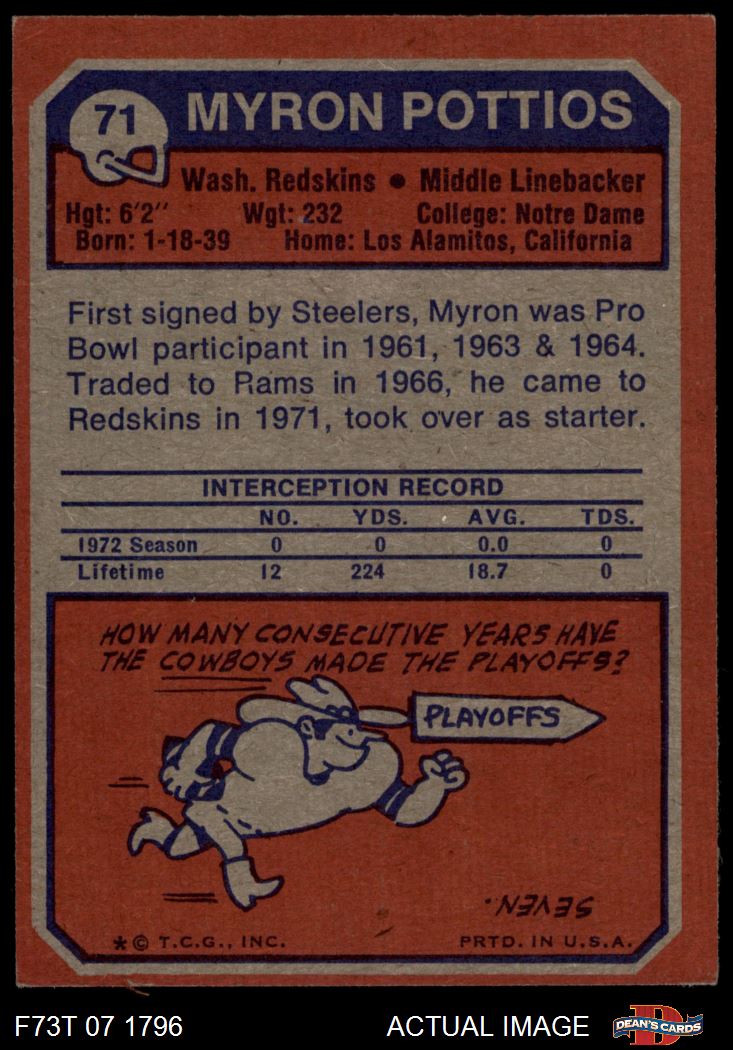 71
MYRON POTTIOS
Wash. Redskins • Middle Linebacker
Hgt: 6'2" Wgt: 232 College: Notre Dame
Born: 1-18-39 Home: Los Alamitos, California
First signed by Steelers, Myron was Pro
Bowl participant in 1961, 1963 & 1964.
Traded to Rams in 1966, he came to
Redskins in 1971, took over as starter.
INTERCEPTION RECORD
NO. YDS. AVG. TDS.
1972 Season 0 0 0.0 0
Lifetime 12 224 18.7 0
HOW MANY CONSECUTIVE YEARS HAVE
THE COWBOYS MADE THE PLAYOFFS?
PLAYOFFS
SEVEN.
* © T.C.G., INC. PRTD. IN U.S.A.
F73T 07 1796 ACTUAL IMAGE
D
DEAN'S CARDS